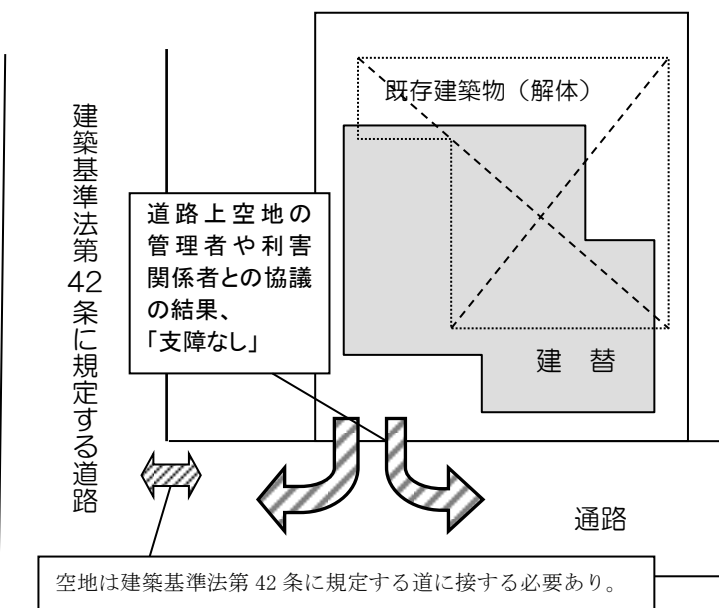 建築基準法第42条に規定する道路
既存建築物（解体）
道路上空地の
管理者や利害
関係者との協議
の結果、
「支障なし」
建　替
通路
空地は建築基準法第 42 条に規定する道に接する必要あり。